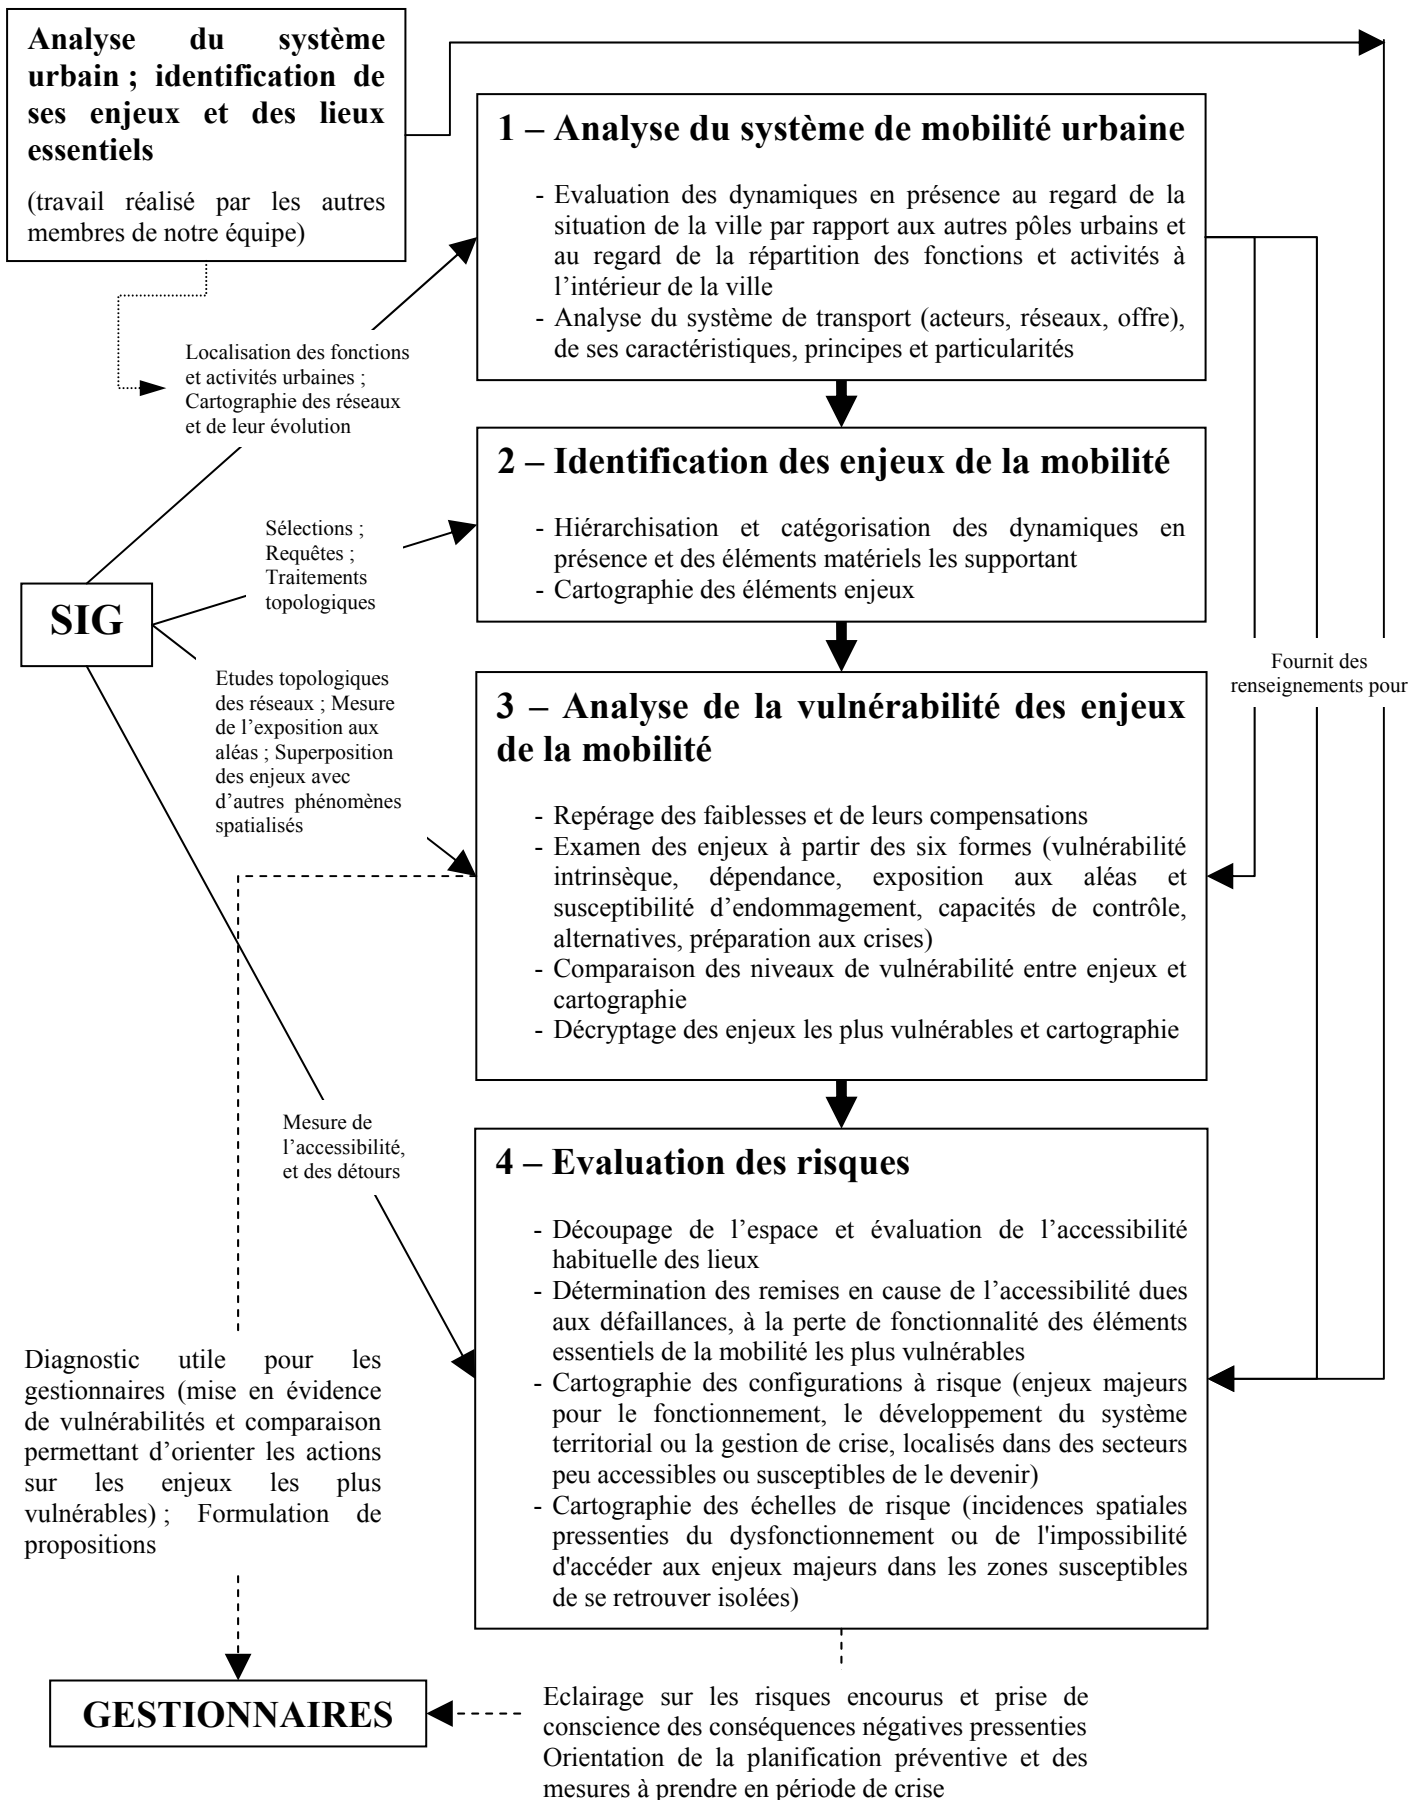 Analyse du système
urbain ; identification de
ses enjeux et des lieux
essentiels
(travail réalisé par les autres
membres de notre équipe)
1 – Analyse du système de mobilité urbaine
- Evaluation des dynamiques en présence au regard de la
situation de la ville par rapport aux autres pôles urbains et
au regard de la répartition des fonctions et activités à
l’intérieur de la ville
- Analyse du système de transport (acteurs, réseaux, offre),
de ses caractéristiques, principes et particularités
Localisation des fonctions
et activités urbaines ;
Cartographie des réseaux
et de leur évolution
2 – Identification des enjeux de la mobilité
- Hiérarchisation et catégorisation des dynamiques en
présence et des éléments matériels les supportant
- Cartographie des éléments enjeux
Sélections ;
Requêtes ;
Traitements
topologiques
SIG
Etudes topologiques
des réseaux ; Mesure
de l’exposition aux
aléas ; Superposition
des enjeux avec
d’autres phénomènes
spatialisés
Fournit des
renseignements pour
3 – Analyse de la vulnérabilité des enjeux
de la mobilité
- Repérage des faiblesses et de leurs compensations
- Examen des enjeux à partir des six formes (vulnérabilité
intrinsèque, dépendance, exposition aux aléas et
susceptibilité d’endommagement, capacités de contrôle,
alternatives, préparation aux crises)
- Comparaison des niveaux de vulnérabilité entre enjeux et
cartographie
- Décryptage des enjeux les plus vulnérables et cartographie
Mesure de
l’accessibilité,
et des détours
4 – Evaluation des risques
- Découpage de l’espace et évaluation de l’accessibilité
habituelle des lieux
- Détermination des remises en cause de l’accessibilité dues
aux défaillances, à la perte de fonctionnalité des éléments
essentiels de la mobilité les plus vulnérables
- Cartographie des configurations à risque (enjeux majeurs
pour le fonctionnement, le développement du système
territorial ou la gestion de crise, localisés dans des secteurs
peu accessibles ou susceptibles de le devenir)
- Cartographie des échelles de risque (incidences spatiales
pressenties du dysfonctionnement ou de l'impossibilité
d'accéder aux enjeux majeurs dans les zones susceptibles
de se retrouver isolées)
Diagnostic utile pour les
gestionnaires (mise en évidence
de vulnérabilités et comparaison
permettant d’orienter les actions
sur les enjeux les plus
vulnérables) ; Formulation de
propositions
GESTIONNAIRES
Eclairage sur les risques encourus et prise de
conscience des conséquences négatives pressenties
Orientation de la planification préventive et des
mesures à prendre en période de crise